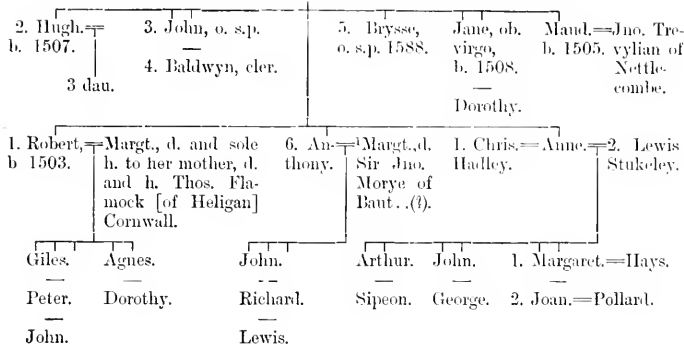 2. Hugh.
b. 1507.
3 dau.
3. John, o. s.p.
4. Baldwyn, cler.
5. Brysse,
o. s.p. 1588.
Jane, ob.
virgo,
b. 1508.
Dorothy.
Maud.=Jno. Tre-
b. 1505. vylian of
Nettle-
combe.
1. Robert,
b 1503.
Margt., d. and sole
h. to her mother, d.
and h. Thos. Fla-
mock [of Heligan]
Cornwall.
6. An-
thony.
¹Margt., d.
Sir Jno.
Morye of
Baut . .(?).
1. Chris.=Anne.=2. Lewis
Hadley.
Stukeley.
Giles.
Peter.
John.
Agnes.
Dorothy.
John.
Richard.
Lewis.
Arthur.
Sipeon.
John.
George.
1. Margaret.=Hays.
2. Joan.=Pollard.